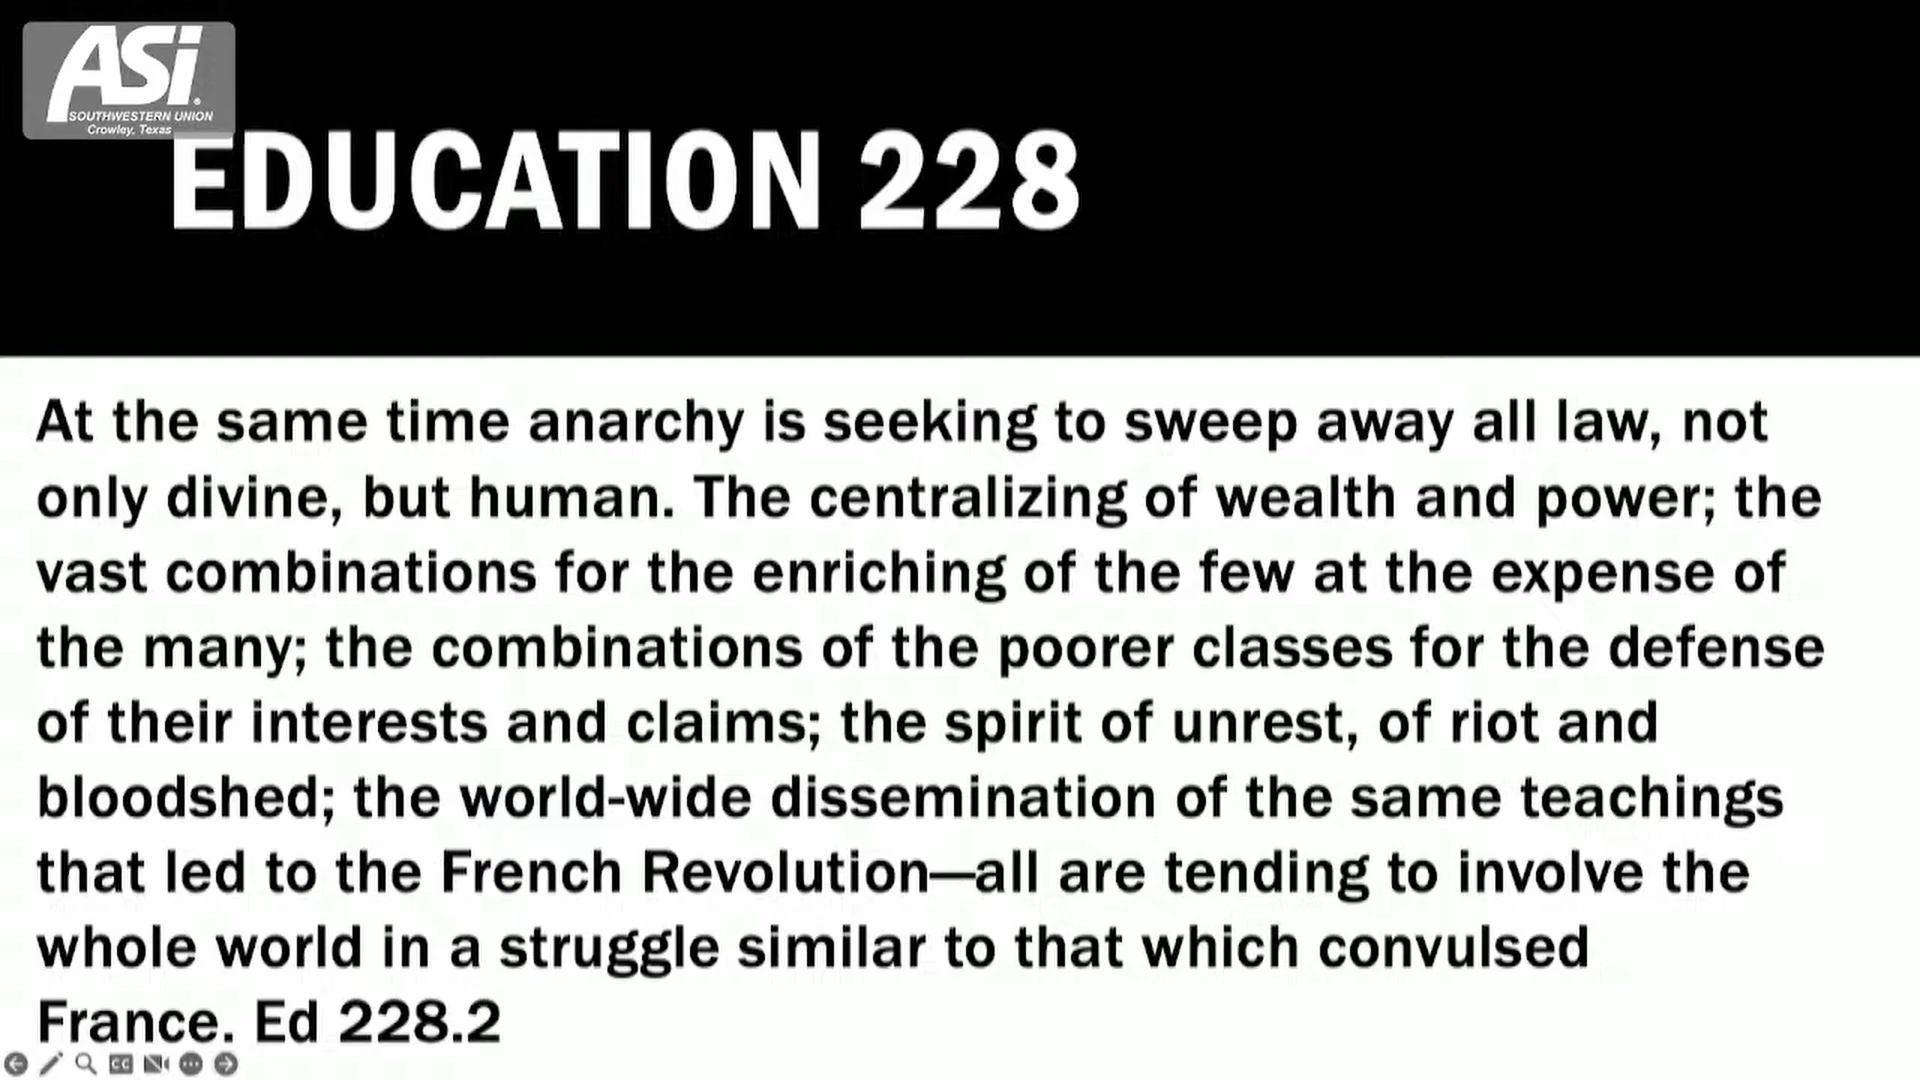 ASi.
SOUTHWESTERN UNION
Crowley, Texas
EDUCATION 228
At the same time anarchy is seeking to sweep away all law, not
only divine, but human. The centralizing of wealth and power; the
vast combinations for the enriching of the few at the expense of
the many; the combinations of the poorer classes for the defense
of their interests and claims; the spirit of unrest, of riot and
bloodshed; the world-wide dissemination of the same teachings
that led to the French Revolution—all are tending to involve the
whole world in a struggle similar to that which convulsed
France. Ed 228.2
CC